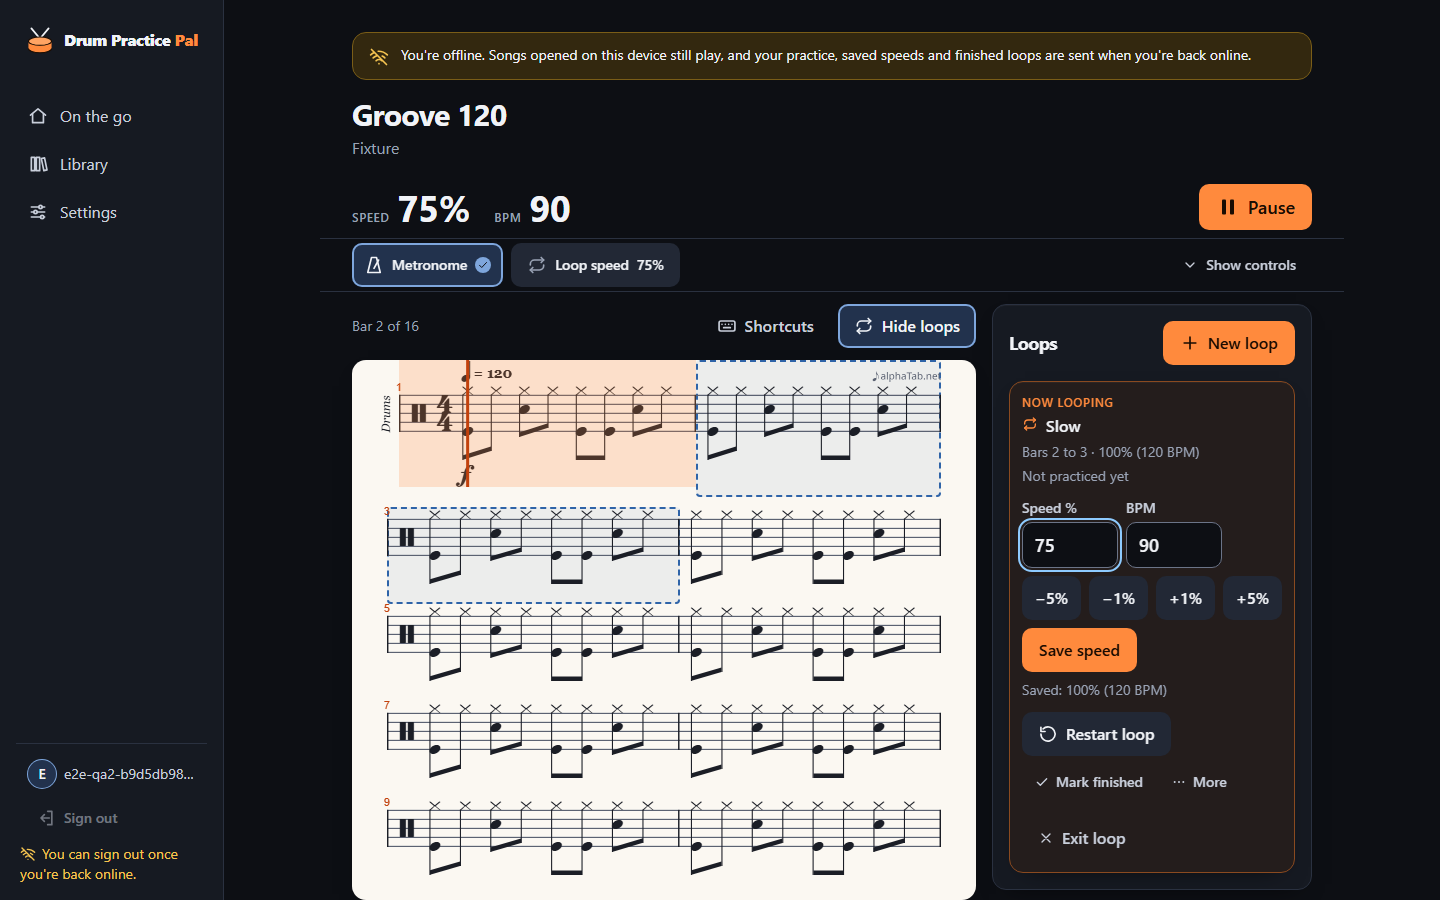 Drum Practice Pal
On the go
Library
Settings
e2e-qa2-b9d5db98...
Sign out
You can sign out once
you're back online.
You're offline. Songs opened on this device still play, and your practice, saved speeds and finished loops are sent when you're back online.
Groove 120
Fixture
SPEED 75% BPM 90
Pause
Metronome
Loop speed 75%
Show controls
Bar 2 of 16
Shortcuts
Hide loops
= 120
♪alphaTab.net
1
Drums
4
4
f
3
5
7
9
Loops
New loop
NOW LOOPING
Slow
Bars 2 to 3 · 100% (120 BPM)
Not practiced yet
Speed % BPM
75 90
−5% −1% +1% +5%
Save speed
Saved: 100% (120 BPM)
Restart loop
Mark finished
··· More
Exit loop